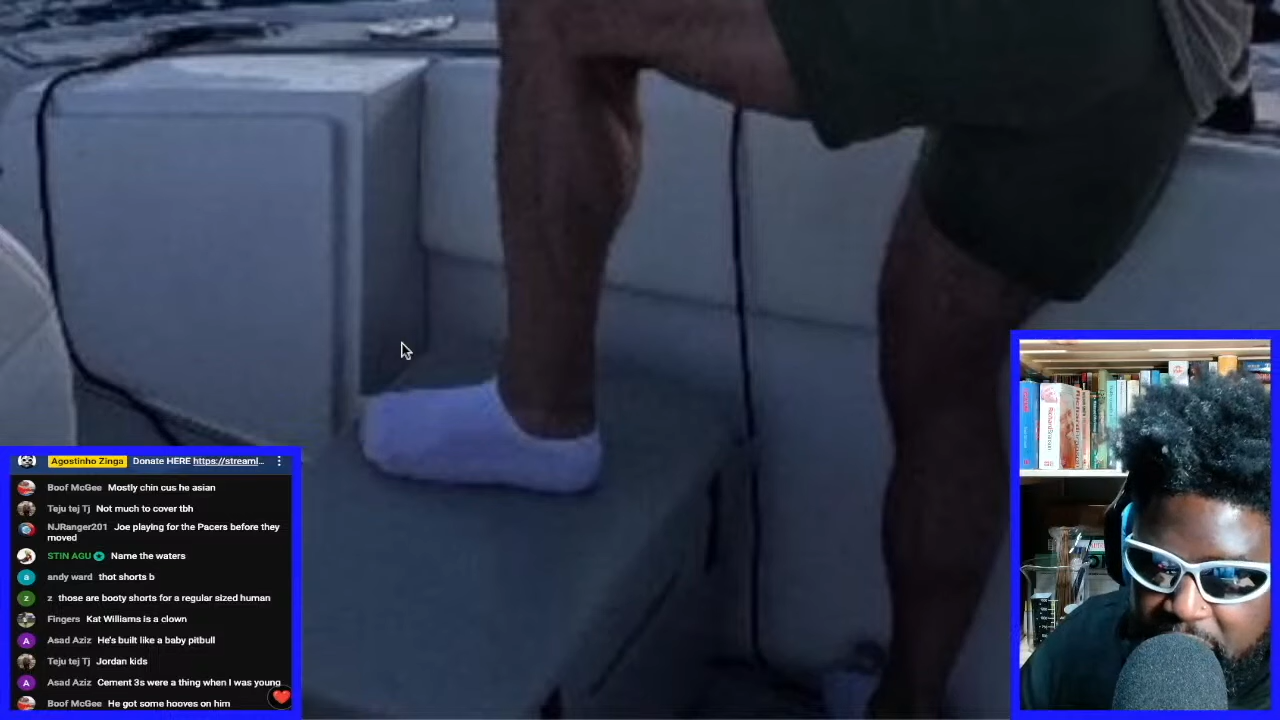 Agostinho Zinga Donate HERE https://streaml...
Boof McGee Mostly chin cus he asian
Teju tej Tj Not much to cover tbh
NJRanger201 Joe playing for the Pacers before they
moved
STIN AGU Name the waters
a andy ward thot shorts b
z z those are booty shorts for a regular sized human
Fingers Kat Williams is a clown
A Asad Aziz He's built like a baby pitbull
Teju tej Tj Jordan kids
A Asad Aziz Cement 3s were a thing when I was young
Boof McGee He got some hooves on him